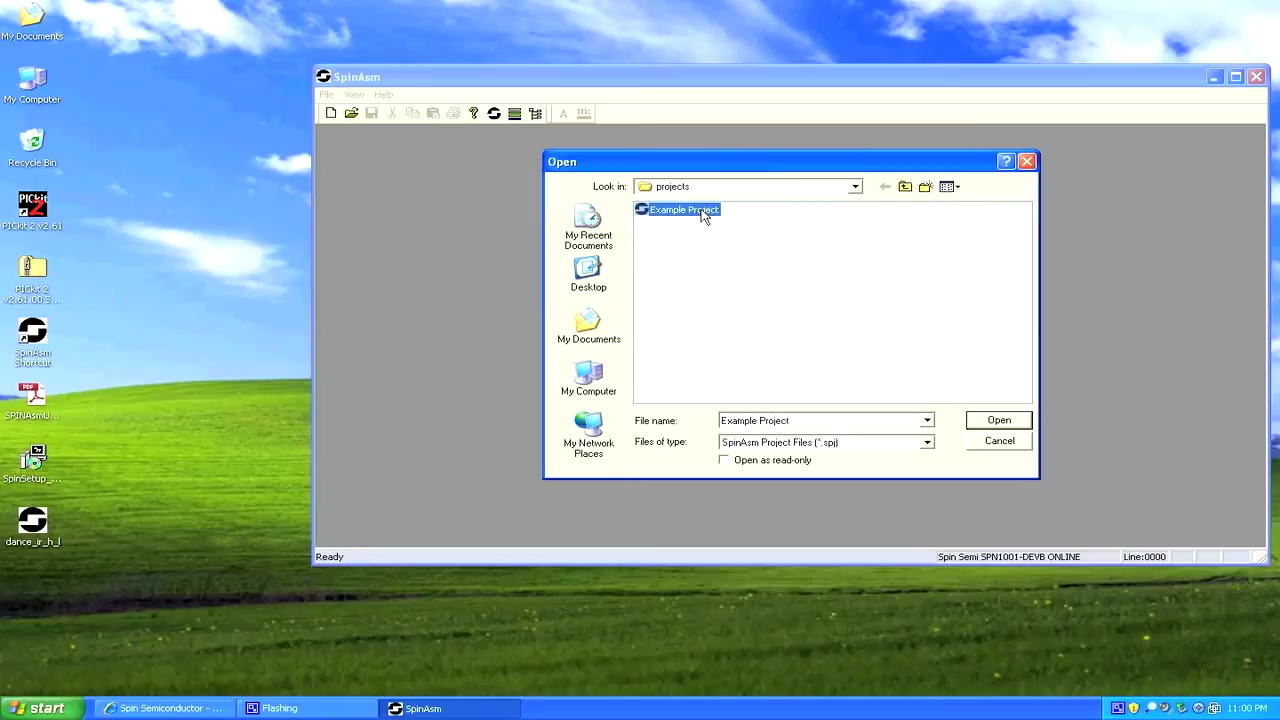 My Documents
My Computer
Recycle Bin
PICkit 2 v2.61
PICkit 2
v2.61.00 S...
SpinAsm
Shortcut
SPINAsmU...
SpinSetup_...
dance_ir_h_l
SpinAsm
File View Help
Open
Look in: projects
Example Project
My Recent
Documents
Desktop
My Documents
My Computer
My Network
Places
File name: Example Project Open
Files of type: SpinAsm Project Files (*.spj) Cancel
Open as read-only
Ready Spin Semi SPN1001-DEVB ONLINE Line:0000
start Spin Semiconductor - ... Flashing SpinAsm 11:00 PM